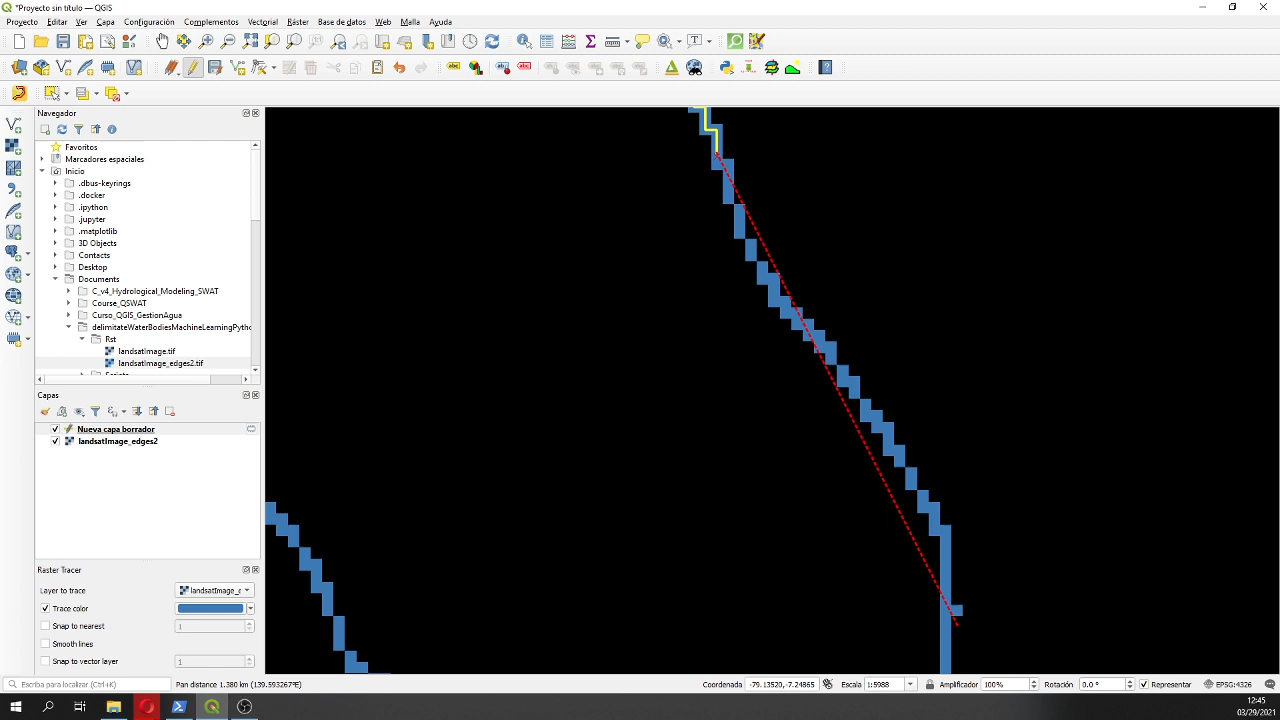 *Proyecto sin título — QGIS
Proyecto Editar Ver Capa Configuración Complementos Vectorial Ráster Base de datos Web Malla Ayuda
Navegador
Favoritos
Marcadores espaciales
Inicio
.dbus-keyrings
.docker
.ipython
.jupyter
.matplotlib
3D Objects
Contacts
Desktop
Documents
C_v4_Hydrological_Modeling_SWAT
Course_QSWAT
Curso_QGIS_GestionAgua
delimitateWaterBodiesMachineLearningPytho
Rst
landsatImage.tif
landsatImage_edges2.tif
Capas
Nueva capa borrador
landsatImage_edges2
Raster Tracer
Layer to trace landsatImage_e
Trace color
Snap to nearest 1
Smooth lines
Snap to vector layer 1
Escriba para localizar (Ctrl+K) Pan distance 1.380 km (139.593267°E) Coordenada -79.13520,-7.24865 Escala 1:5988 Amplificador 100% Rotación 0.0 ° Representar EPSG:4326
12:45
03/29/2021